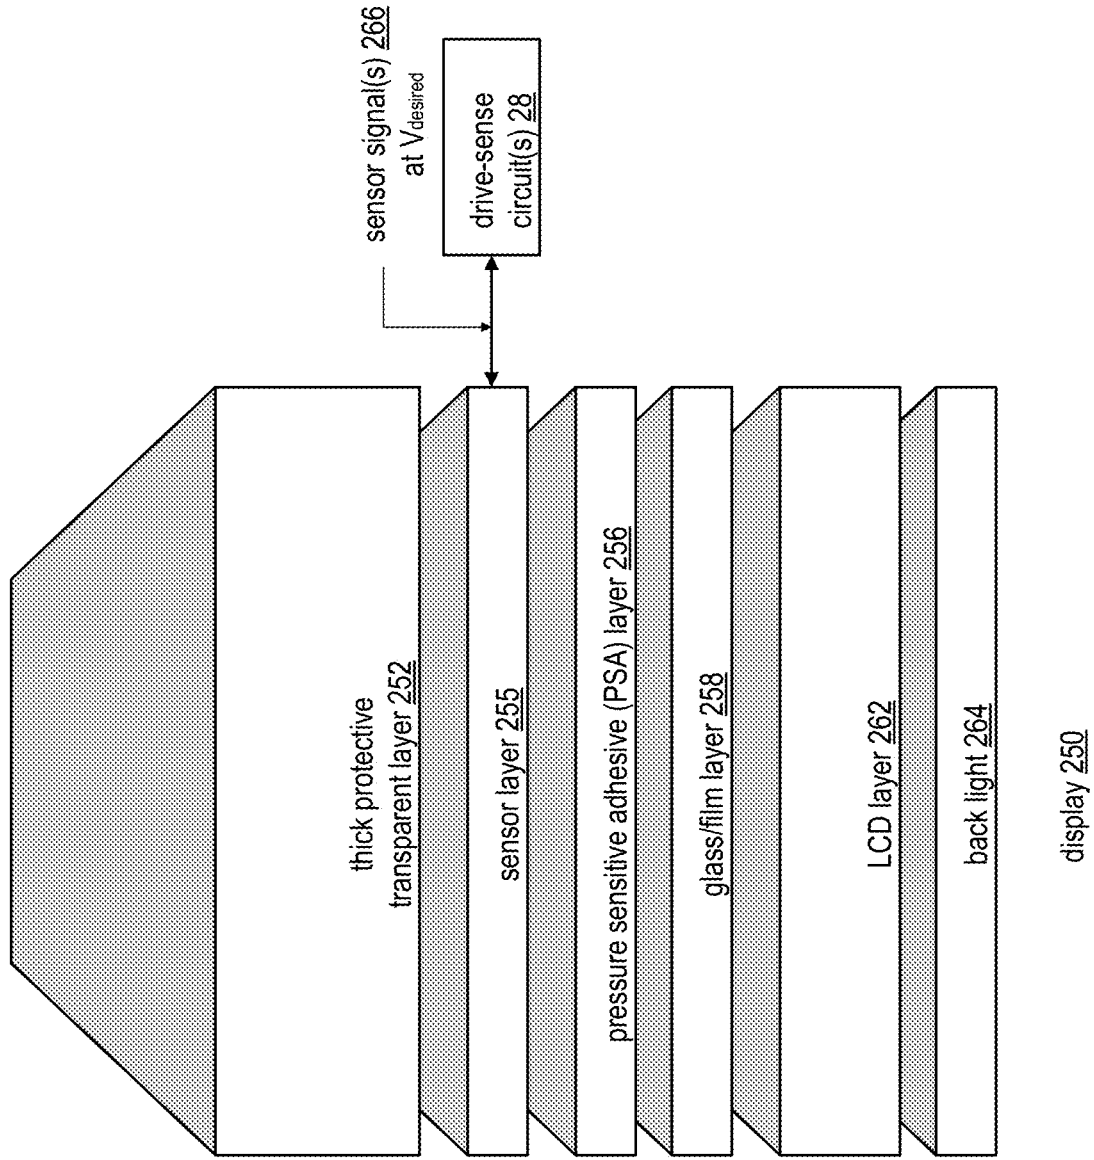 sensor signal(s) 266
at Vdesired
drive-sense
circuit(s) 28
thick protective
transparent layer 252
sensor layer 255
pressure sensitive adhesive (PSA) layer 256
glass/film layer 258
LCD layer 262
back light 264
display 250